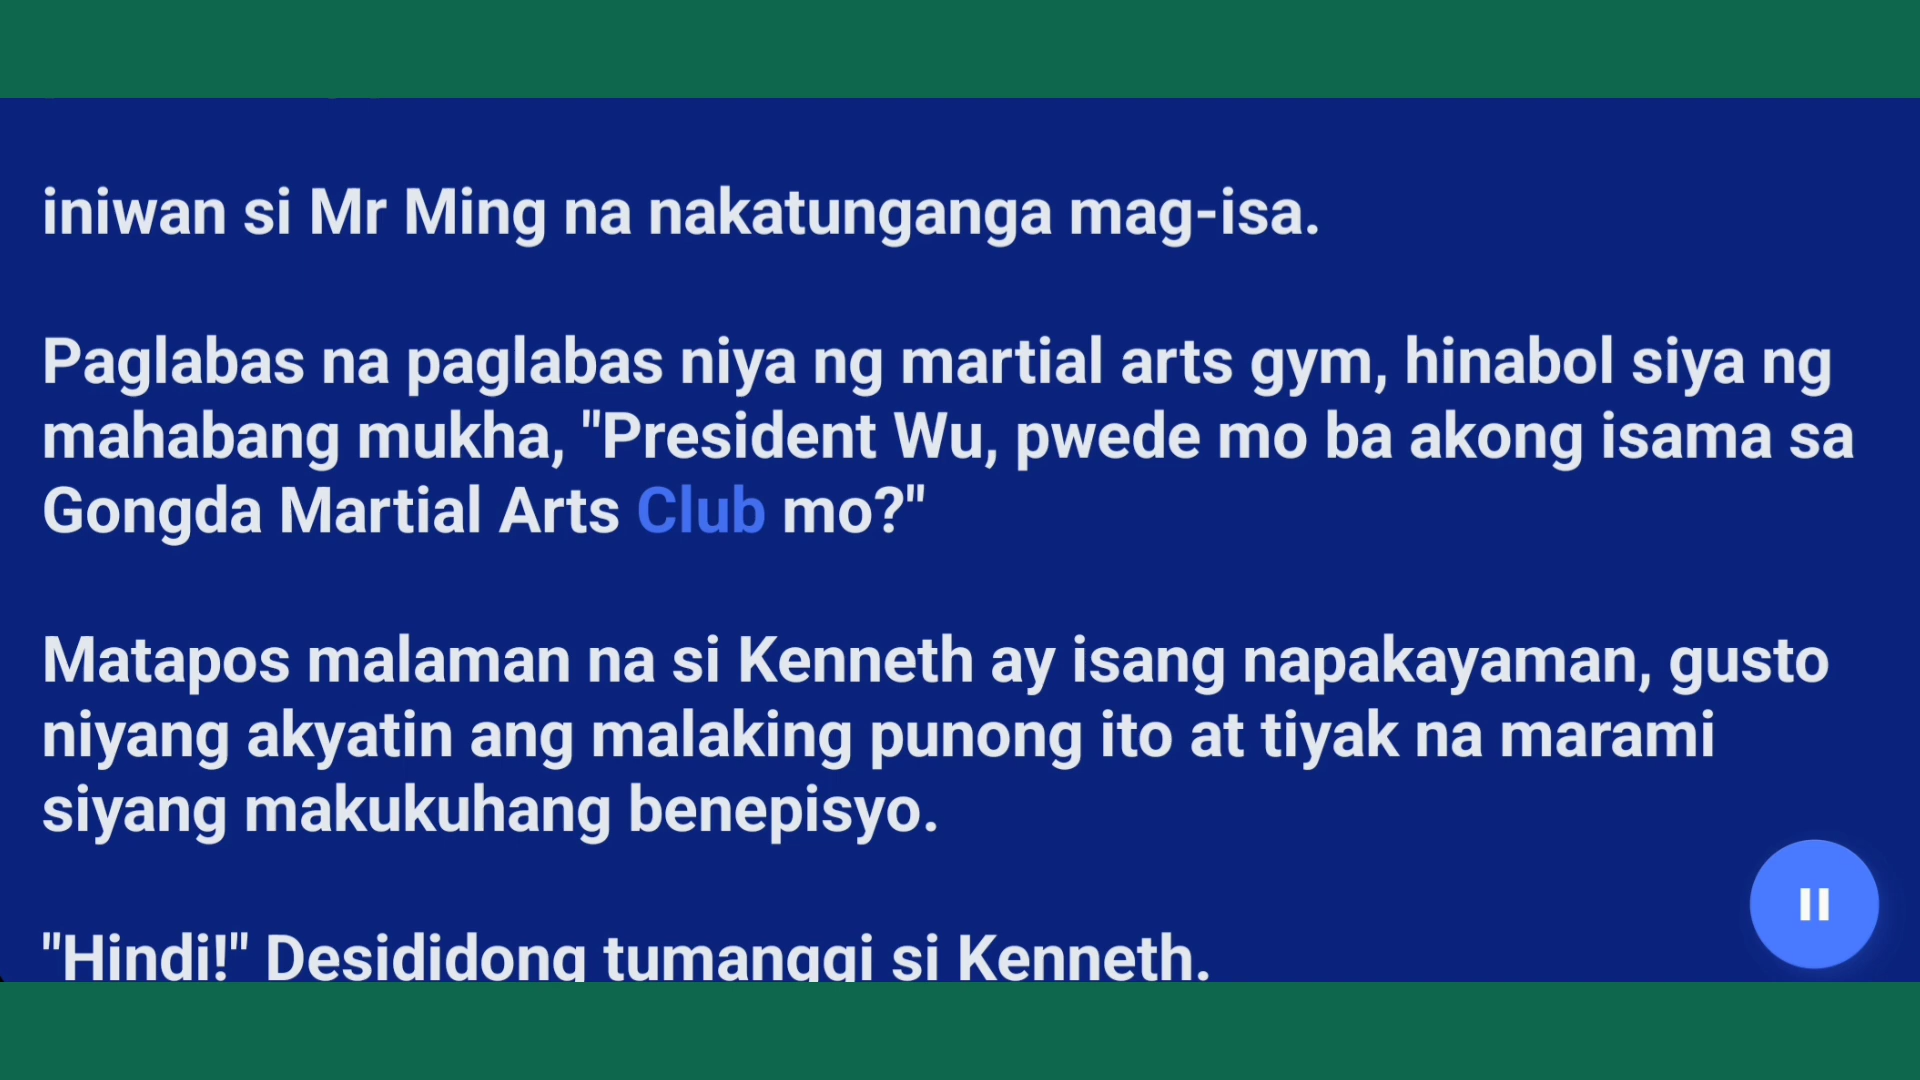 iniwan si Mr Ming na nakatunganga mag-isa.
Paglabas na paglabas niya ng martial arts gym, hinabol siya ng
mahabang mukha, "President Wu, pwede mo ba akong isama sa
Gongda Martial Arts Club mo?"
Matapos malaman na si Kenneth ay isang napakayaman, gusto
niyang akyatin ang malaking punong ito at tiyak na marami
siyang makukuhang benepisyo.
"Hindi!" Desididong tumanggi si Kenneth.